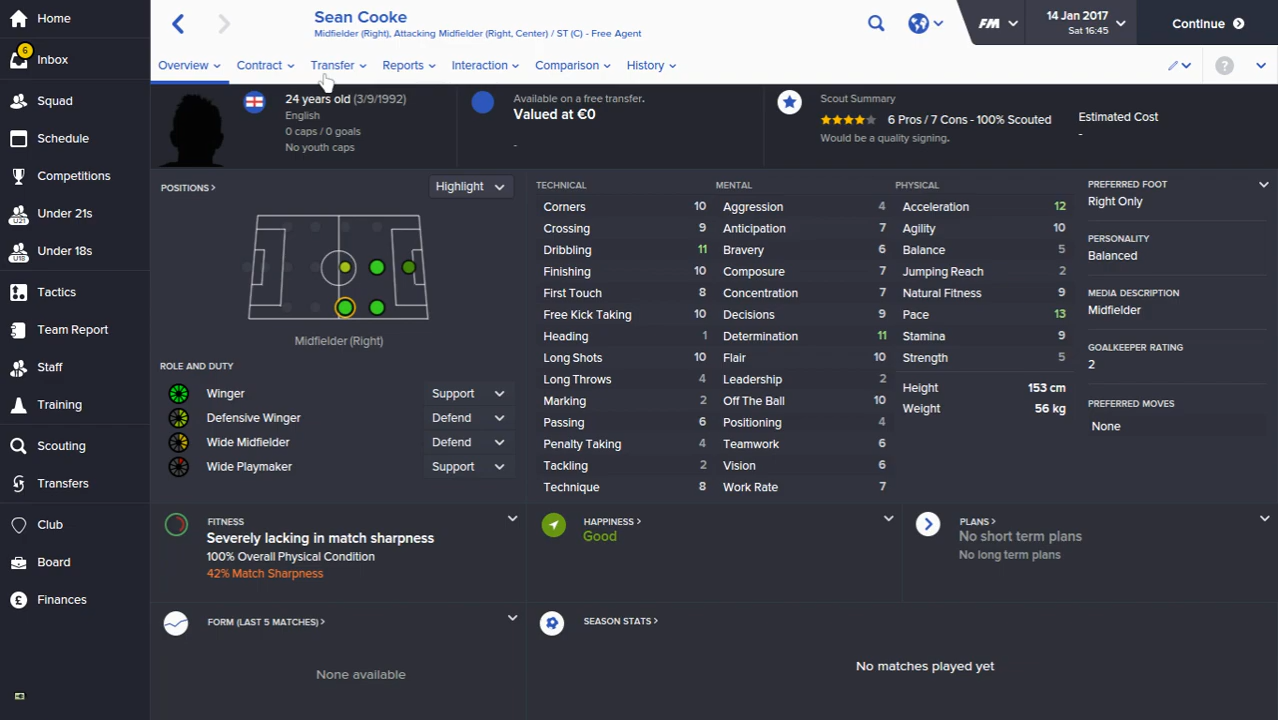 Home
6
Inbox
Squad
Schedule
Competitions
U21
Under 21s
U18
Under 18s
Tactics
Team Report
Staff
Training
Scouting
Transfers
Club
Board
£ Finances
Sean Cooke
Midfielder (Right), Attacking Midfielder (Right, Center) / ST (C) - Free Agent
FM
14 Jan 2017
Sat 16:45
Continue
Overview Contract Transfer Reports Interaction Comparison History
?
24 years old (3/9/1992)
English
0 caps / 0 goals
No youth caps
Available on a free transfer.
Valued at €0
-
Scout Summary
6 Pros / 7 Cons - 100% Scouted
Would be a quality signing.
Estimated Cost
-
POSITIONS >
Highlight
Midfielder (Right)
ROLE AND DUTY
Winger Support
Defensive Winger Defend
Wide Midfielder Defend
Wide Playmaker Support
TECHNICAL
Corners 10
Crossing 9
Dribbling 11
Finishing 10
First Touch 8
Free Kick Taking 10
Heading 1
Long Shots 10
Long Throws 4
Marking 2
Passing 6
Penalty Taking 4
Tackling 2
Technique 8
MENTAL
Aggression 4
Anticipation 7
Bravery 6
Composure 7
Concentration 7
Decisions 9
Determination 11
Flair 10
Leadership 2
Off The Ball 10
Positioning 4
Teamwork 6
Vision 6
Work Rate 7
PHYSICAL
Acceleration 12
Agility 10
Balance 5
Jumping Reach 2
Natural Fitness 9
Pace 13
Stamina 9
Strength 5
Height 153 cm
Weight 56 kg
PREFERRED FOOT
Right Only
PERSONALITY
Balanced
MEDIA DESCRIPTION
Midfielder
GOALKEEPER RATING
2
PREFERRED MOVES
None
FITNESS
Severely lacking in match sharpness
100% Overall Physical Condition
42% Match Sharpness
HAPPINESS >
Good
PLANS >
No short term plans
No long term plans
FORM (LAST 5 MATCHES) >
None available
SEASON STATS >
No matches played yet